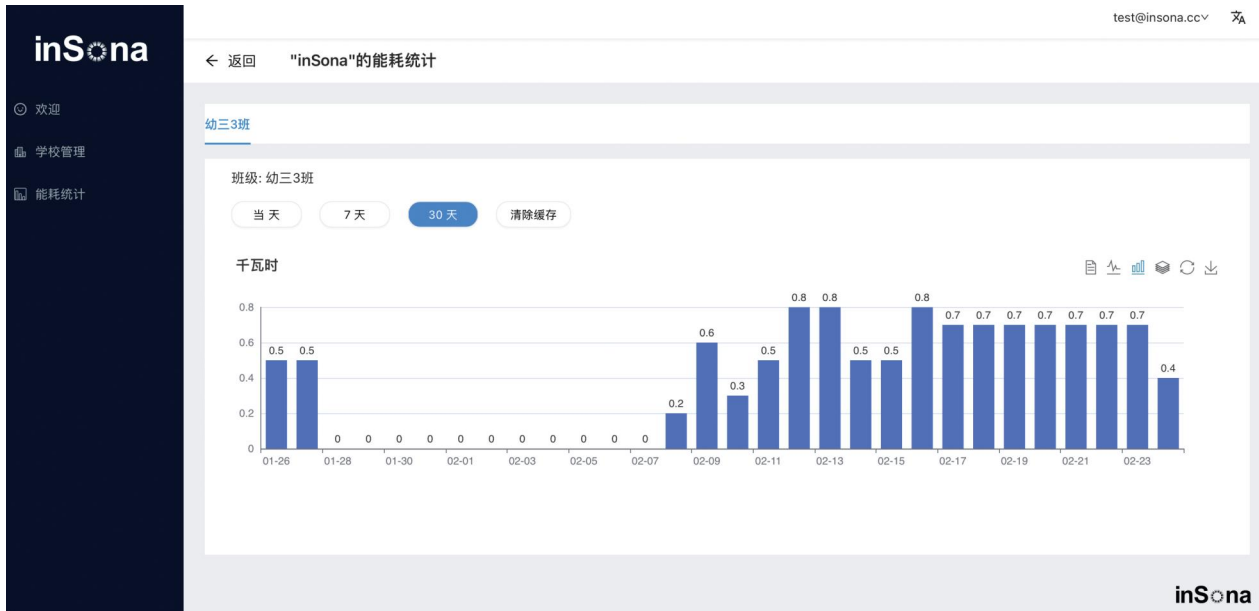 test@insona.cc
inSona
← 返回 "inSona"的能耗统计
欢迎
学校管理
能耗统计
幼三3班
班级: 幼三3班
当 天 7 天 30 天 清除缓存
千瓦时
0.8
0.6
0.4
0.2
0
0.5 0.5 0 0 0 0 0 0 0 0 0 0 0 0.2 0.6 0.3 0.5 0.8 0.8 0.5 0.5 0.8 0.7 0.7 0.7 0.7 0.7 0.7 0.7 0.4
01-26 01-28 01-30 02-01 02-03 02-05 02-07 02-09 02-11 02-13 02-15 02-17 02-19 02-21 02-23
inSona